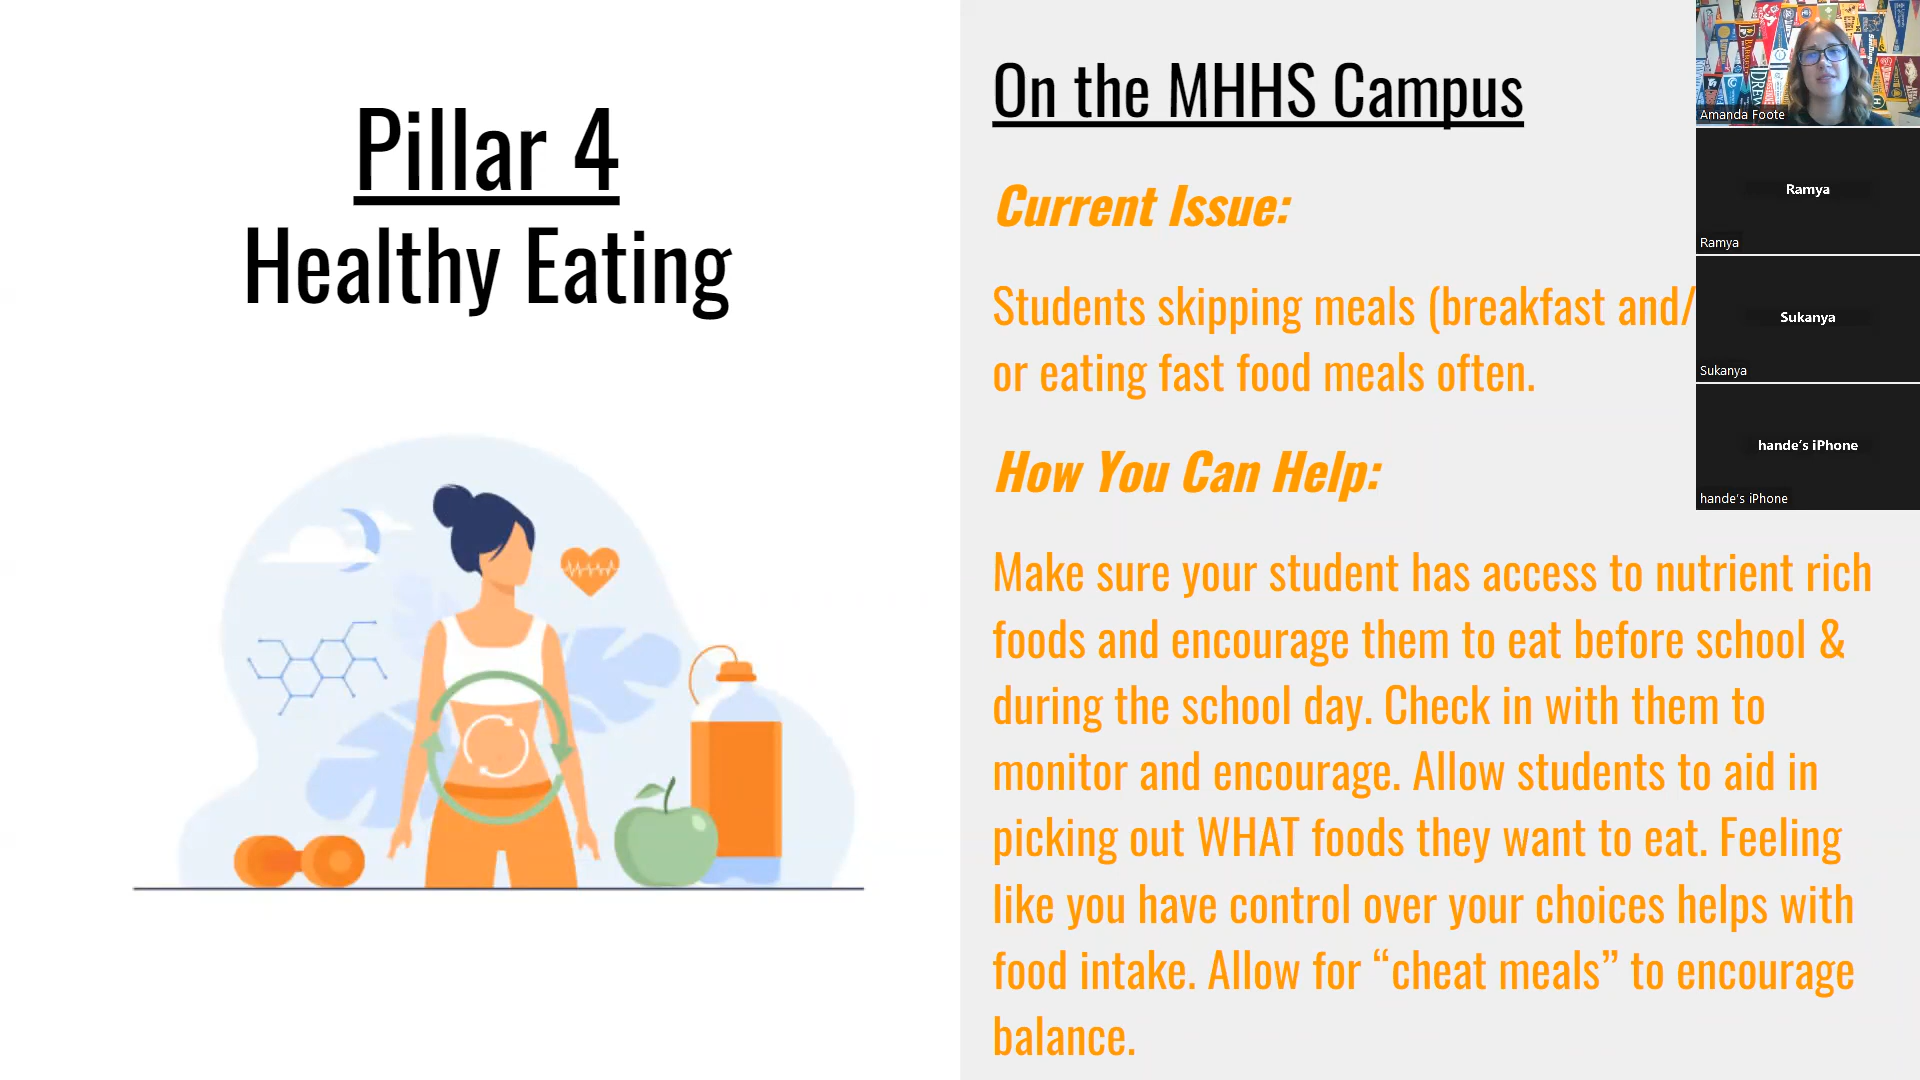 Pillar 4
Healthy Eating
On the MHHS Campus
Current Issue:
Students skipping meals (breakfast and/
or eating fast food meals often.
How You Can Help:
Make sure your student has access to nutrient rich
foods and encourage them to eat before school &
during the school day. Check in with them to
monitor and encourage. Allow students to aid in
picking out WHAT foods they want to eat. Feeling
like you have control over your choices helps with
food intake. Allow for “cheat meals” to encourage
balance.
Amanda Foote
Ramya
Ramya
Sukanya
Sukanya
hande’s iPhone
hande's iPhone